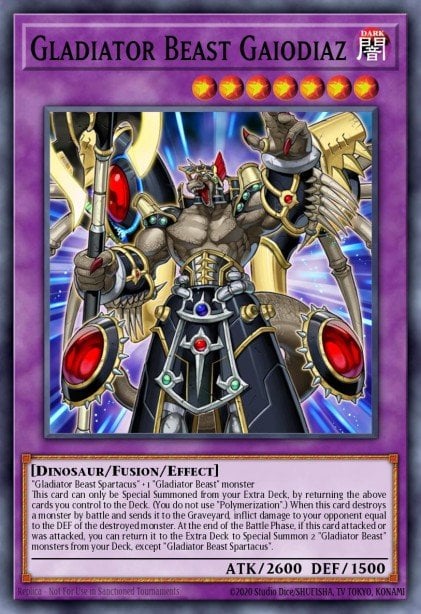 GLADIATOR BEAST GAIODIAZ
DARK
闇
[DINOSAUR/FUSION/EFFECT]
"Gladiator Beast Spartacus" + 1 "Gladiator Beast" monster
This card can only be Special Summoned from your Extra Deck, by returning the above
cards you control to the Deck. (You do not use "Polymerization".) When this card destroys
a monster by battle and sends it to the Graveyard, inflict damage to your opponent equal
to the DEF of the destroyed monster. At the end of the Battle Phase, if this card attacked or
was attacked, you can return it to the Extra Deck to Special Summon 2 "Gladiator Beast"
monsters from your Deck, except "Gladiator Beast Spartacus".
ATK/2600 DEF/1500
Replica - Not For Use in Sanctioned Tournaments
©2020 Studio Dice/SHUEISHA, TV TOKYO, KONAMI